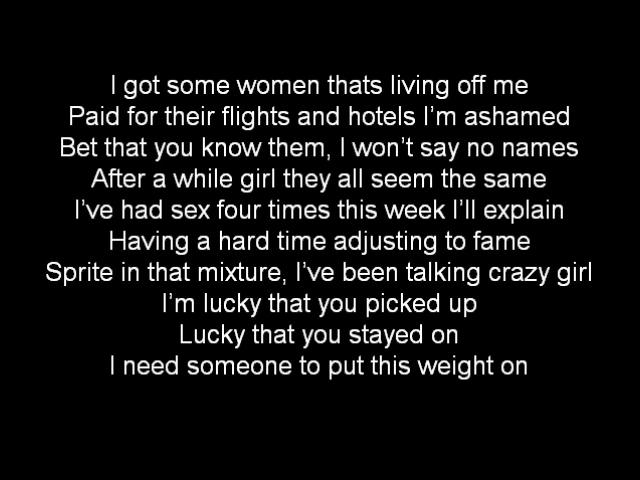 I got some women thats living off me
Paid for their flights and hotels I'm ashamed
Bet that you know them, I won't say no names
After a while girl they all seem the same
I've had sex four times this week I'll explain
Having a hard time adjusting to fame
Sprite in that mixture, I've been talking crazy girl
I'm lucky that you picked up
Lucky that you stayed on
I need someone to put this weight on